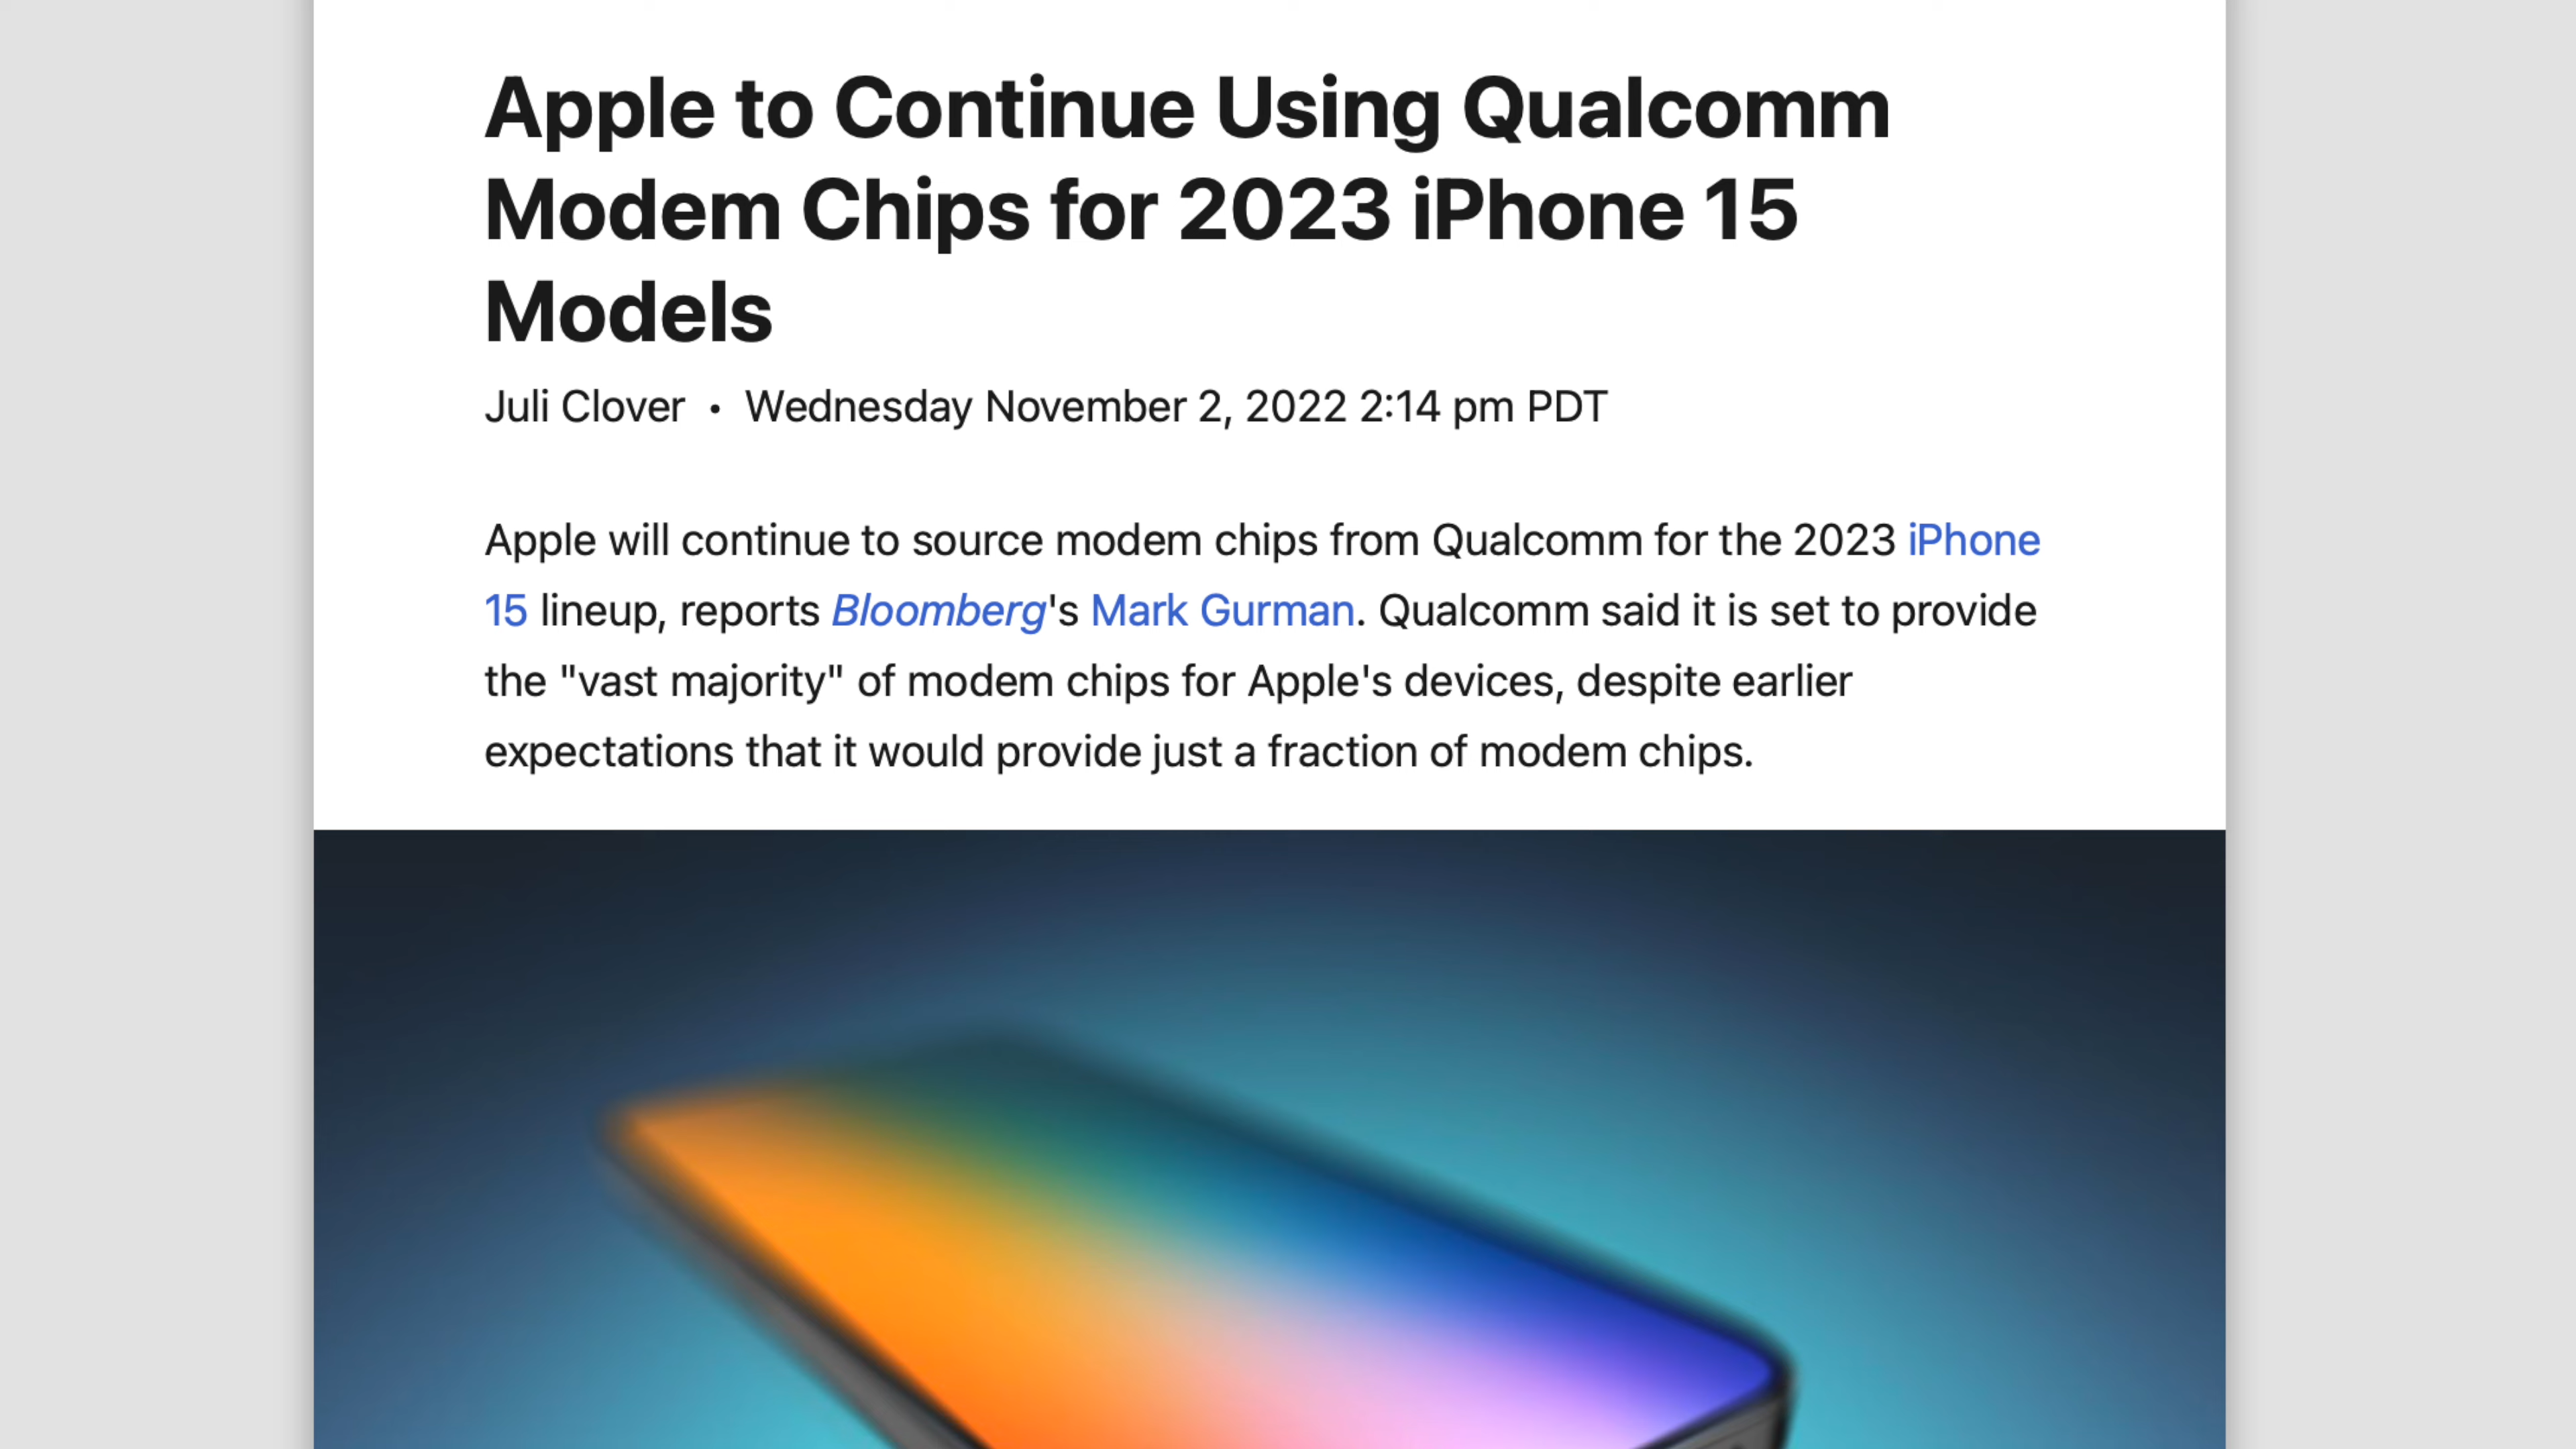 Apple to Continue Using Qualcomm
Modem Chips for 2023 iPhone 15
Models
Juli Clover • Wednesday November 2, 2022 2:14 pm PDT
Apple will continue to source modem chips from Qualcomm for the 2023 iPhone
15 lineup, reports Bloomberg's Mark Gurman. Qualcomm said it is set to provide
the "vast majority" of modem chips for Apple's devices, despite earlier
expectations that it would provide just a fraction of modem chips.